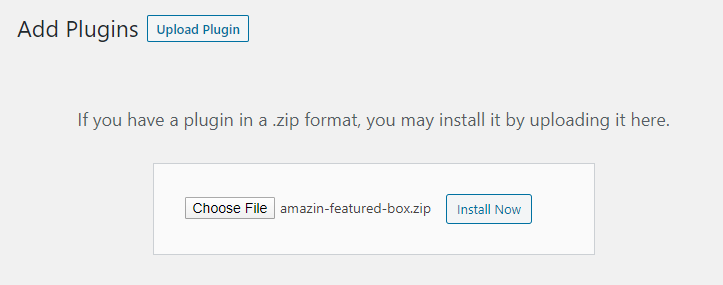 Add Plugins Upload Plugin
If you have a plugin in a .zip format, you may install it by uploading it here.
Choose File amazin-featured-box.zip Install Now